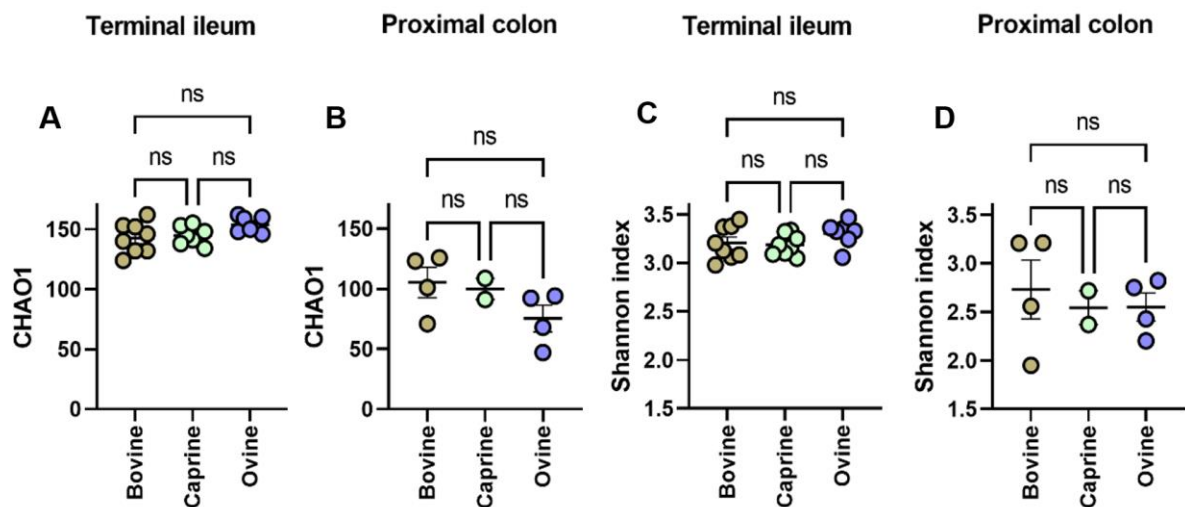 Terminal ileum
Proximal colon
Terminal ileum
Proximal colon
A
ns
ns
ns
CHAO1
150
100
50
0
Bovine
Caprine
Ovine
B
ns
ns
ns
CHAO1
150
100
50
0
Bovine
Caprine
Ovine
C
ns
ns
ns
Shannon index
3.5
3.0
2.5
2.0
1.5
Bovine
Caprine
Ovine
D
ns
ns
ns
Shannon index
3.5
3.0
2.5
2.0
1.5
Bovine
Caprine
Ovine